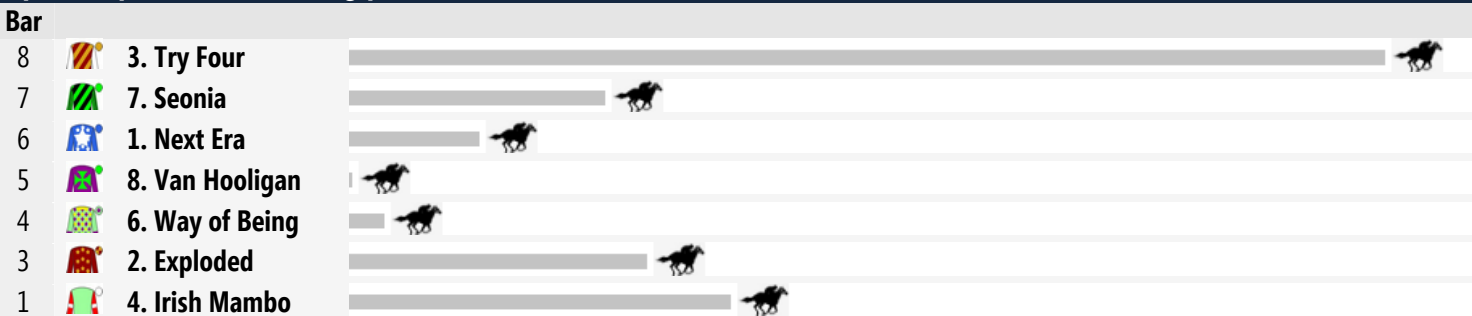 Bar
8 3. Try Four
7 7. Seonia
6 1. Next Era
5 8. Van Hooligan
4 6. Way of Being
3 2. Exploded
1 4. Irish Mambo